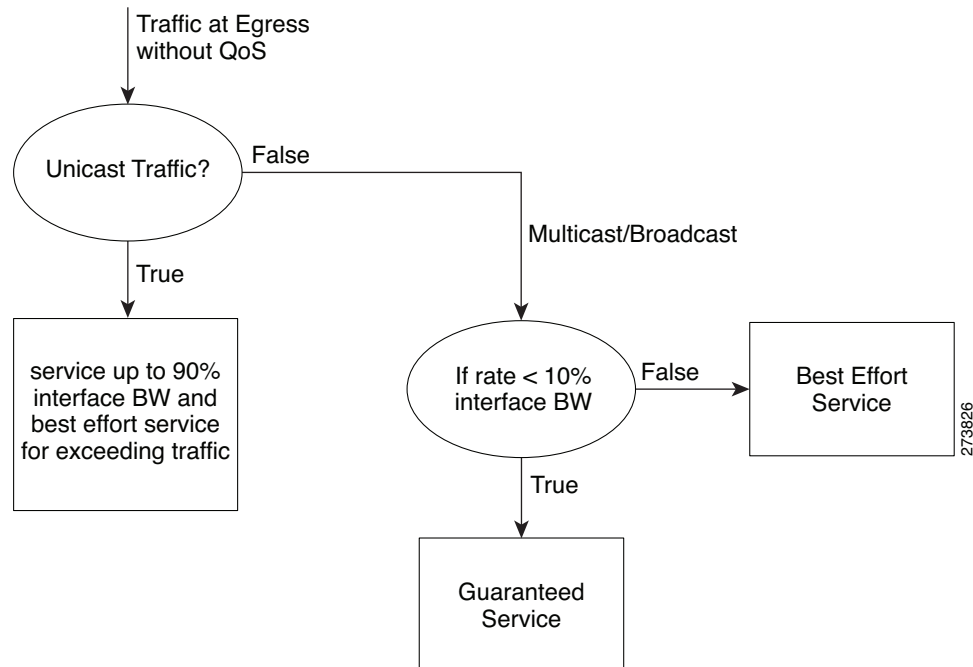 Traffic at Egress
without QoS
Unicast Traffic?
False
True
Multicast/Broadcast
service up to 90%
interface BW and
best effort service
for exceeding traffic
If rate < 10%
interface BW
False
Best Effort
Service
True
Guaranteed
Service
273826